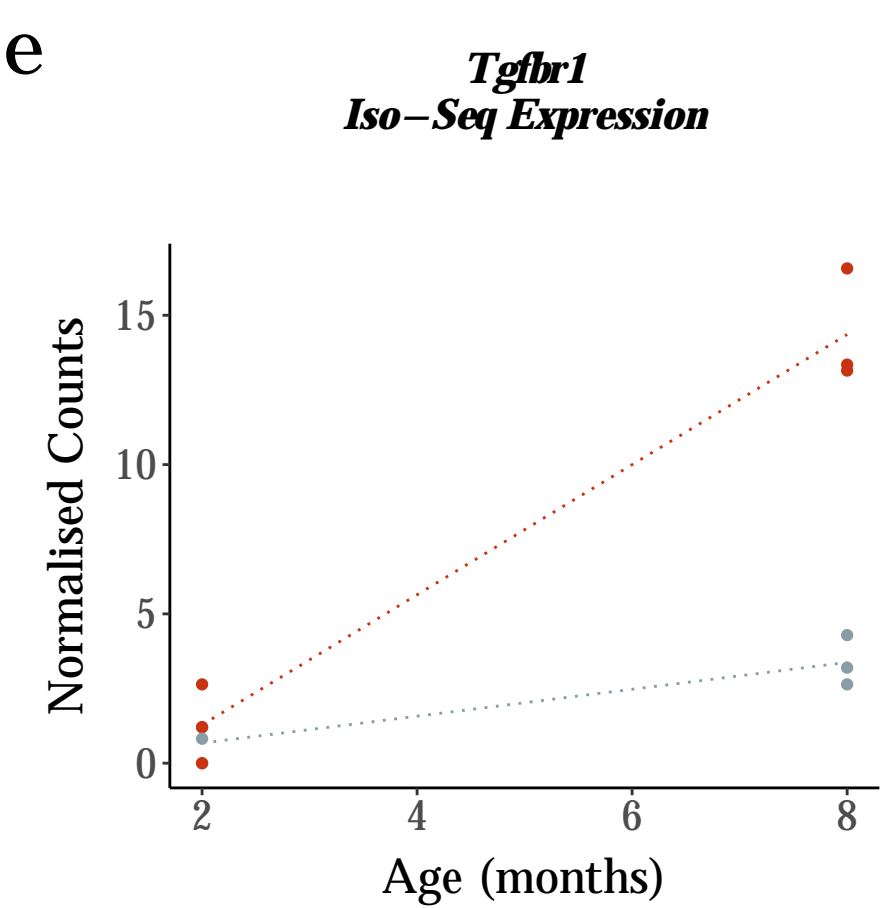 e
Tgfbr1
Iso−Seq Expression
Normalised Counts
15
10
5
0
2 4 6 8
Age (months)